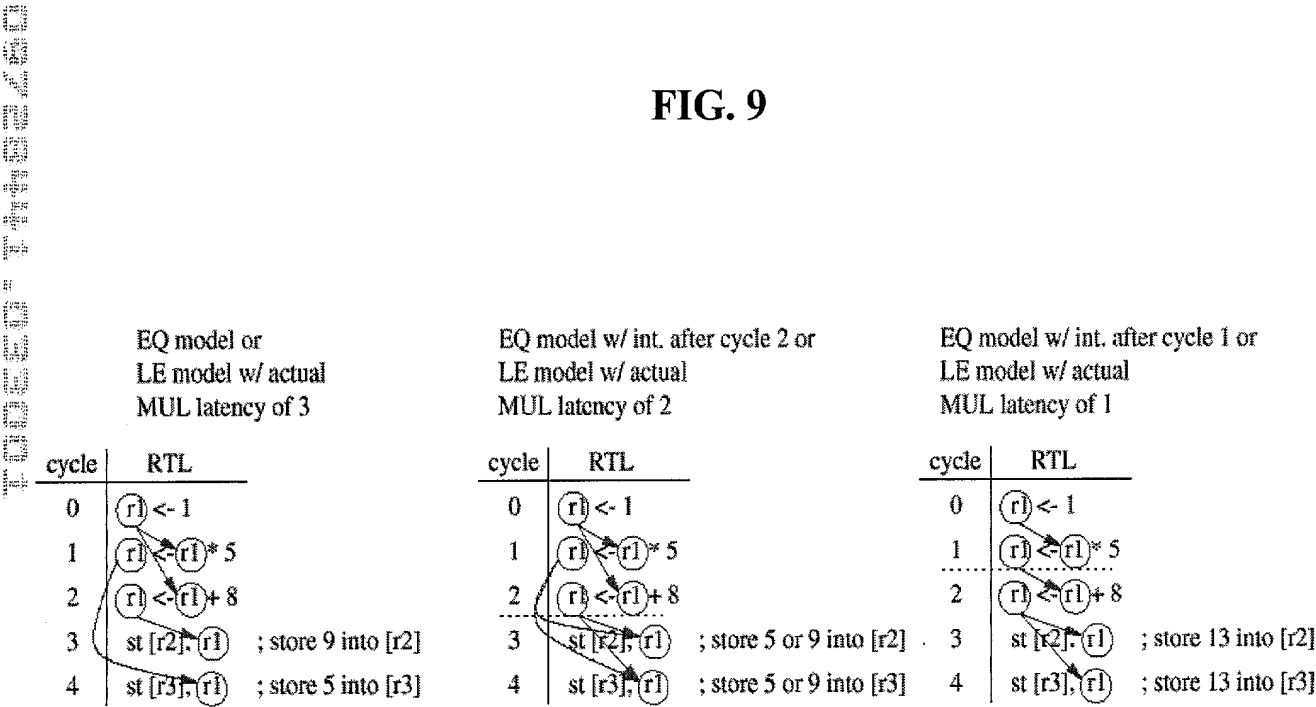 FIG. 9
EQ model or
LE model w/ actual
MUL latency of 3
cycle RTL
0 r1 <- 1
1 r1 <- r1 * 5
2 r1 <- r1 + 8
3 st [r2], r1 ; store 9 into [r2]
4 st [r3], r1 ; store 5 into [r3]
EQ model w/ int. after cycle 2 or
LE model w/ actual
MUL latency of 2
cycle RTL
0 r1 <- 1
1 r1 <- r1 * 5
2 r1 <- r1 + 8
3 st [r2], r1 ; store 5 or 9 into [r2]
4 st [r3], r1 ; store 5 or 9 into [r3]
EQ model w/ int. after cycle 1 or
LE model w/ actual
MUL latency of 1
cycle RTL
0 r1 <- 1
1 r1 <- r1 * 5
2 r1 <- r1 + 8
3 st [r2], r1 ; store 13 into [r2]
4 st [r3], r1 ; store 13 into [r3]